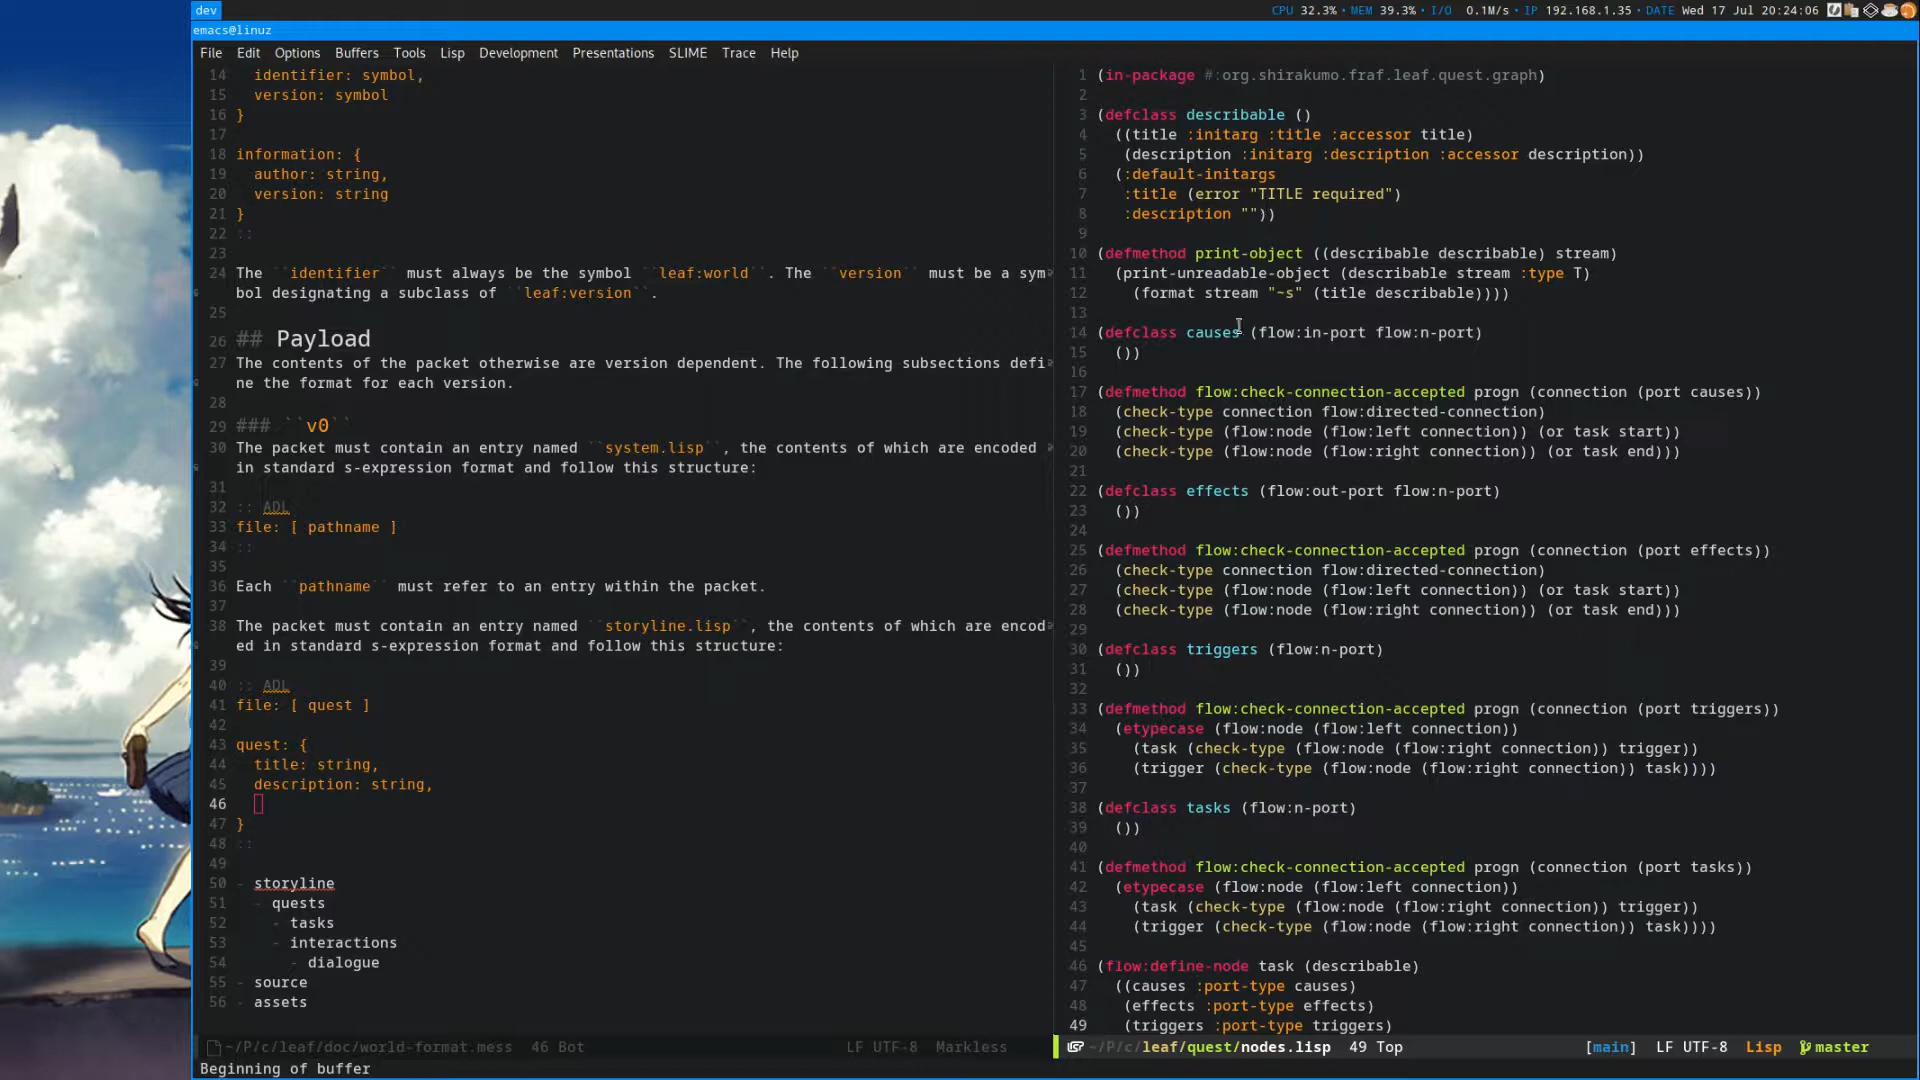 dev
CPU 32.3% • MEM 39.3% • I/O 0.1M/s • IP 192.168.1.35 • DATE Wed 17 Jul 20:24:06
emacs@linuz
File Edit Options Buffers Tools Lisp Development Presentations SLIME Trace Help
14 identifier: symbol,
15 version: symbol
16 }
17
18 information: {
19 author: string,
20 version: string
21 }
22 ::
23
24 The ``identifier`` must always be the symbol ``leaf:world``. The ``version`` must be a sym
bol designating a subclass of ``leaf:version``.
25
26 ## Payload
27 The contents of the packet otherwise are version dependent. The following subsections defi
ne the format for each version.
28
29 ### ``v0``
30 The packet must contain an entry named ``system.lisp``, the contents of which are encoded
in standard s-expression format and follow this structure:
31
32 :: ADL
33 file: [ pathname ]
34 ::
35
36 Each ``pathname`` must refer to an entry within the packet.
37
38 The packet must contain an entry named ``storyline.lisp``, the contents of which are encod
ed in standard s-expression format and follow this structure:
39
40 :: ADL
41 file: [ quest ]
42
43 quest: {
44 title: string,
45 description: string,
46
47 }
48 ::
49
50 - storyline
51 - quests
52 - tasks
53 - interactions
54 - dialogue
55 - source
56 - assets
~/P/c/leaf/doc/world-format.mess 46 Bot LF UTF-8 Markless
Beginning of buffer
1 (in-package #:org.shirakumo.fraf.leaf.quest.graph)
2
3 (defclass describable ()
4 ((title :initarg :title :accessor title)
5 (description :initarg :description :accessor description))
6 (:default-initargs
7 :title (error "TITLE required")
8 :description ""))
9
10 (defmethod print-object ((describable describable) stream)
11 (print-unreadable-object (describable stream :type T)
12 (format stream "~s" (title describable))))
13
14 (defclass causes (flow:in-port flow:n-port)
15 ())
16
17 (defmethod flow:check-connection-accepted progn (connection (port causes))
18 (check-type connection flow:directed-connection)
19 (check-type (flow:node (flow:left connection)) (or task start))
20 (check-type (flow:node (flow:right connection)) (or task end)))
21
22 (defclass effects (flow:out-port flow:n-port)
23 ())
24
25 (defmethod flow:check-connection-accepted progn (connection (port effects))
26 (check-type connection flow:directed-connection)
27 (check-type (flow:node (flow:left connection)) (or task start))
28 (check-type (flow:node (flow:right connection)) (or task end)))
29
30 (defclass triggers (flow:n-port)
31 ())
32
33 (defmethod flow:check-connection-accepted progn (connection (port triggers))
34 (etypecase (flow:node (flow:left connection))
35 (task (check-type (flow:node (flow:right connection)) trigger))
36 (trigger (check-type (flow:node (flow:right connection)) task))))
37
38 (defclass tasks (flow:n-port)
39 ())
40
41 (defmethod flow:check-connection-accepted progn (connection (port tasks))
42 (etypecase (flow:node (flow:left connection))
43 (task (check-type (flow:node (flow:right connection)) trigger))
44 (trigger (check-type (flow:node (flow:right connection)) task))))
45
46 (flow:define-node task (describable)
47 ((causes :port-type causes)
48 (effects :port-type effects)
49 (triggers :port-type triggers)
~/P/c/leaf/quest/nodes.lisp 49 Top [main] LF UTF-8 Lisp master